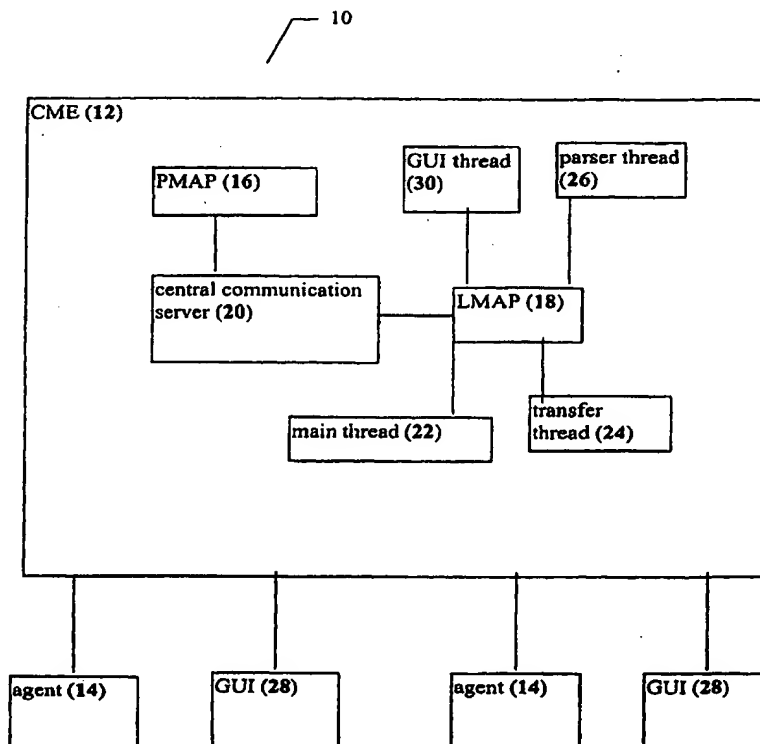 10
CME (12)
PMAP (16)
GUI thread
(30)
parser thread
(26)
central communication
server (20)
LMAP (18)
main thread (22)
transfer
thread (24)
agent (14)
GUI (28)
agent (14)
GUI (28)